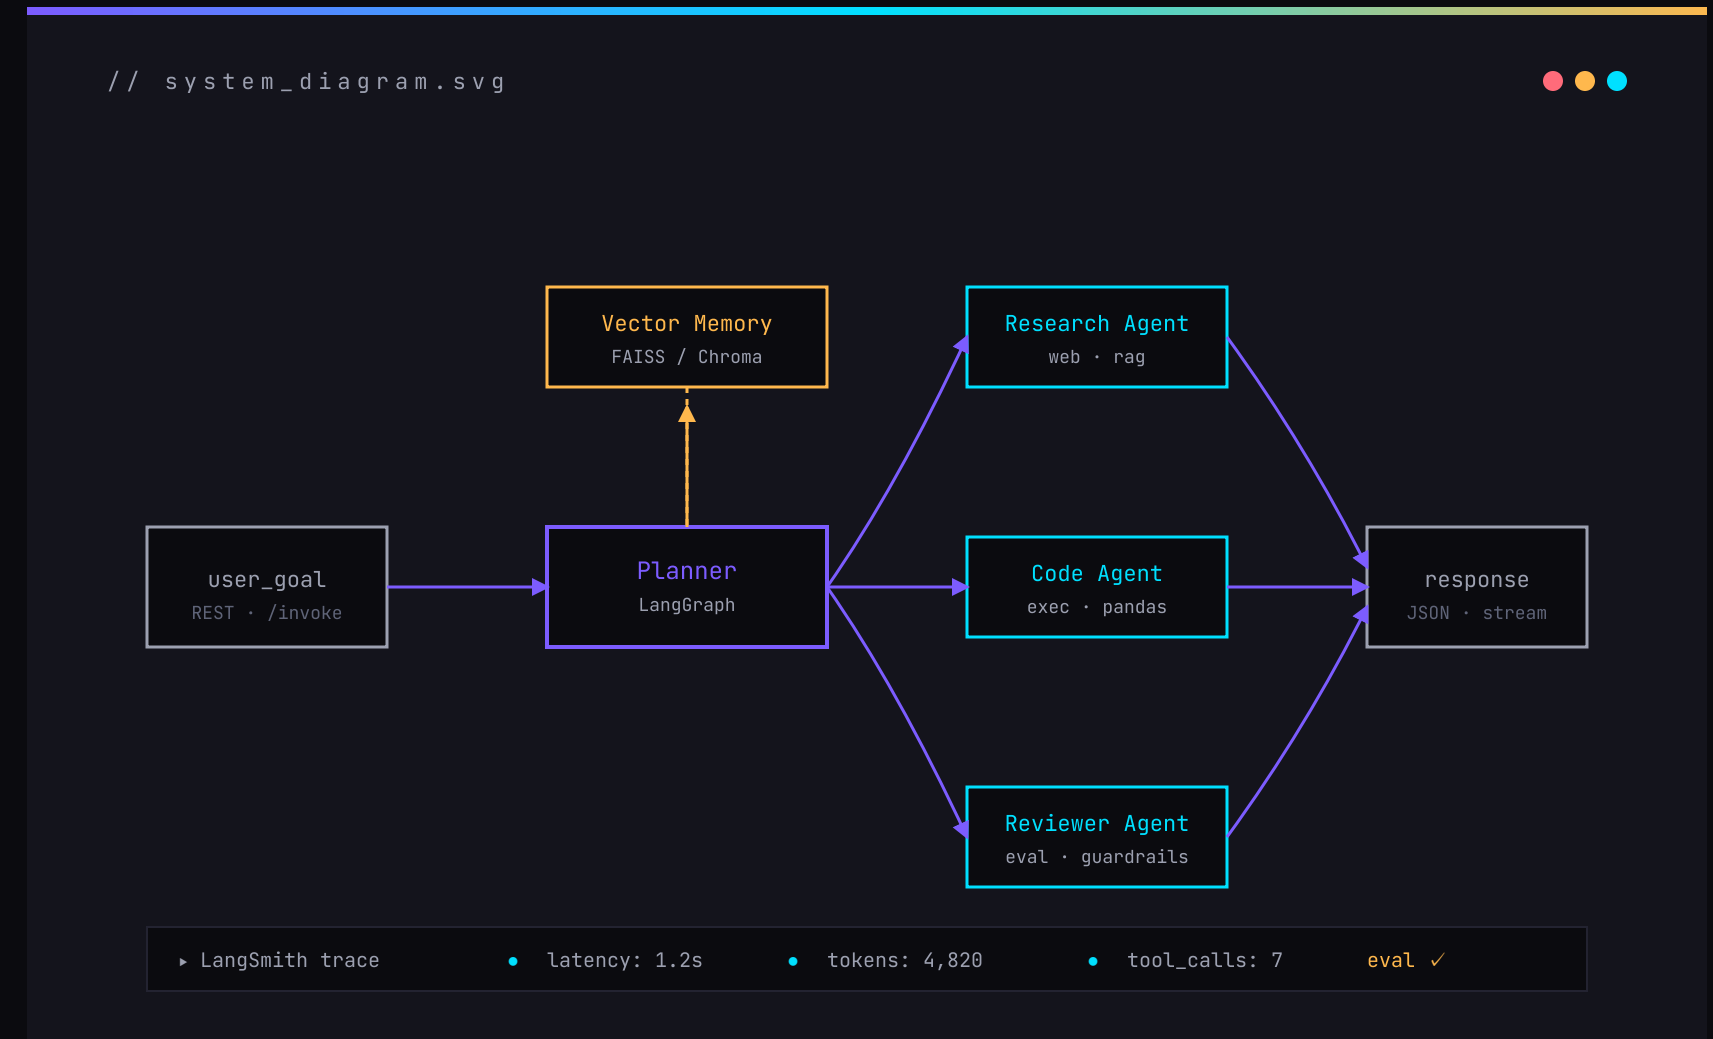 // system_diagram.svg
Vector Memory
FAISS / Chroma
Research Agent
web · rag
user_goal
REST · /invoke
Planner
LangGraph
Code Agent
exec · pandas
response
JSON · stream
Reviewer Agent
eval · guardrails
▸ LangSmith trace ● latency: 1.2s ● tokens: 4,820 ● tool_calls: 7 eval ✓